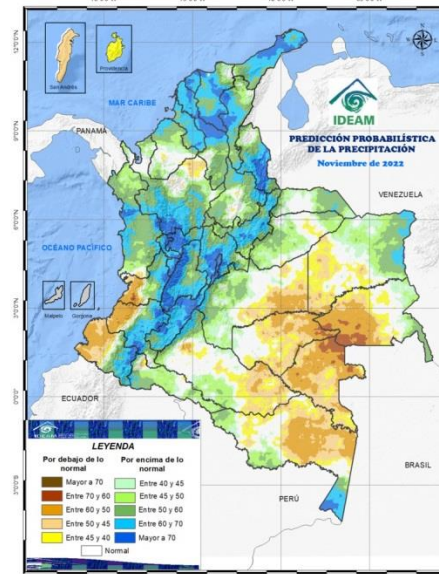 San Andrés
Providencia
MAR CARIBE
PANAMÁ
IDEAM
PREDICCIÓN PROBABILÍSTICA
DE LA PRECIPITACIÓN
Noviembre de 2022
VENEZUELA
OCÉANO PACÍFICO
Malpelo
Gorgona
ECUADOR
BRASIL
PERÚ
LEYENDA
Por debajo de lo normal
Mayor a 70
Entre 70 y 60
Entre 60 y 50
Entre 50 y 45
Entre 45 y 40
Normal
Por encima de lo normal
Entre 40 y 45
Entre 45 y 50
Entre 50 y 60
Entre 60 y 70
Mayor a 70